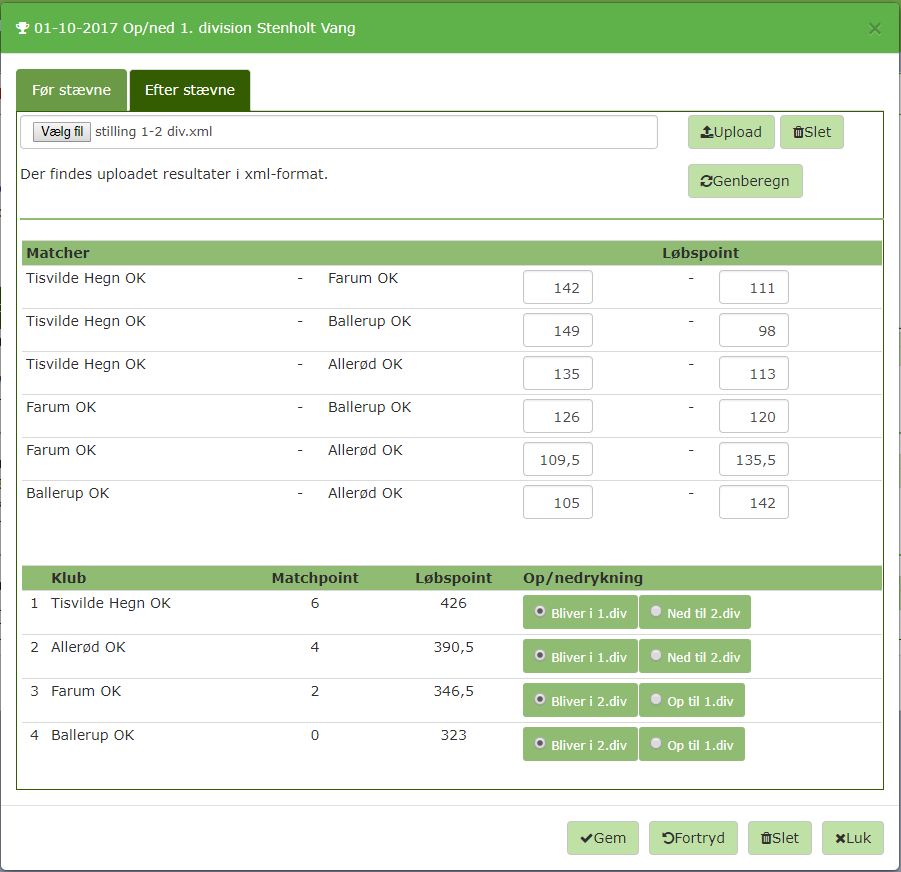 01-10-2017 Op/ned 1. division Stenholt Vang ×
Før stævne Efter stævne
Vælg fil stilling 1-2 div.xml Upload Slet
Der findes uploadet resultater i xml-format. Genberegn
Matcher Løbspoint
Tisvilde Hegn OK - Farum OK 142 - 111
Tisvilde Hegn OK - Ballerup OK 149 - 98
Tisvilde Hegn OK - Allerød OK 135 - 113
Farum OK - Ballerup OK 126 - 120
Farum OK - Allerød OK 109,5 - 135,5
Ballerup OK - Allerød OK 105 - 142
Klub Matchpoint Løbspoint Op/nedrykning
1 Tisvilde Hegn OK 6 426 Bliver i 1.div Ned til 2.div
2 Allerød OK 4 390,5 Bliver i 1.div Ned til 2.div
3 Farum OK 2 346,5 Bliver i 2.div Op til 1.div
4 Ballerup OK 0 323 Bliver i 2.div Op til 1.div
Gem Fortryd Slet Luk